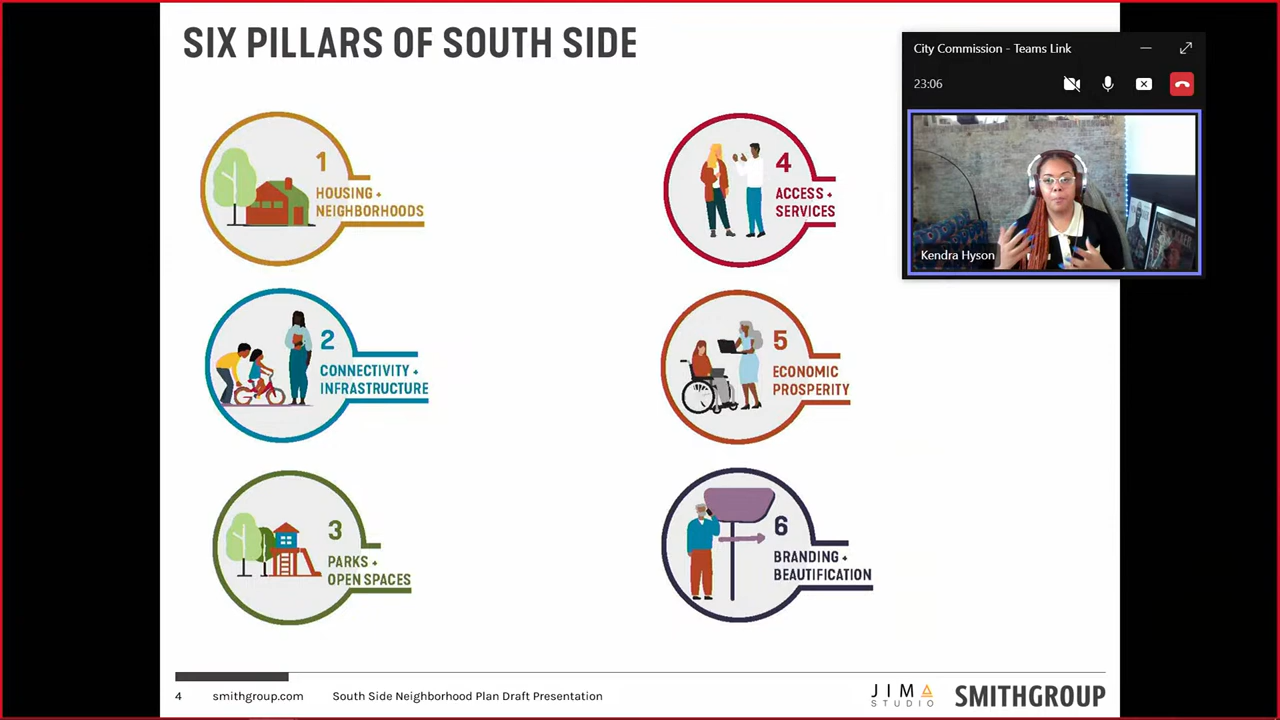 SIX PILLARS OF SOUTH SIDE
City Commission - Teams Link
23:06
Kendra Hyson
1
HOUSING +
NEIGHBORHOODS
2
CONNECTIVITY +
INFRASTRUCTURE
3
PARKS +
OPEN SPACES
4
ACCESS +
SERVICES
5
ECONOMIC
PROSPERITY
6
BRANDING +
BEAUTIFICATION
4 smithgroup.com South Side Neighborhood Plan Draft Presentation
JIMA
STUDIO
SMITHGROUP